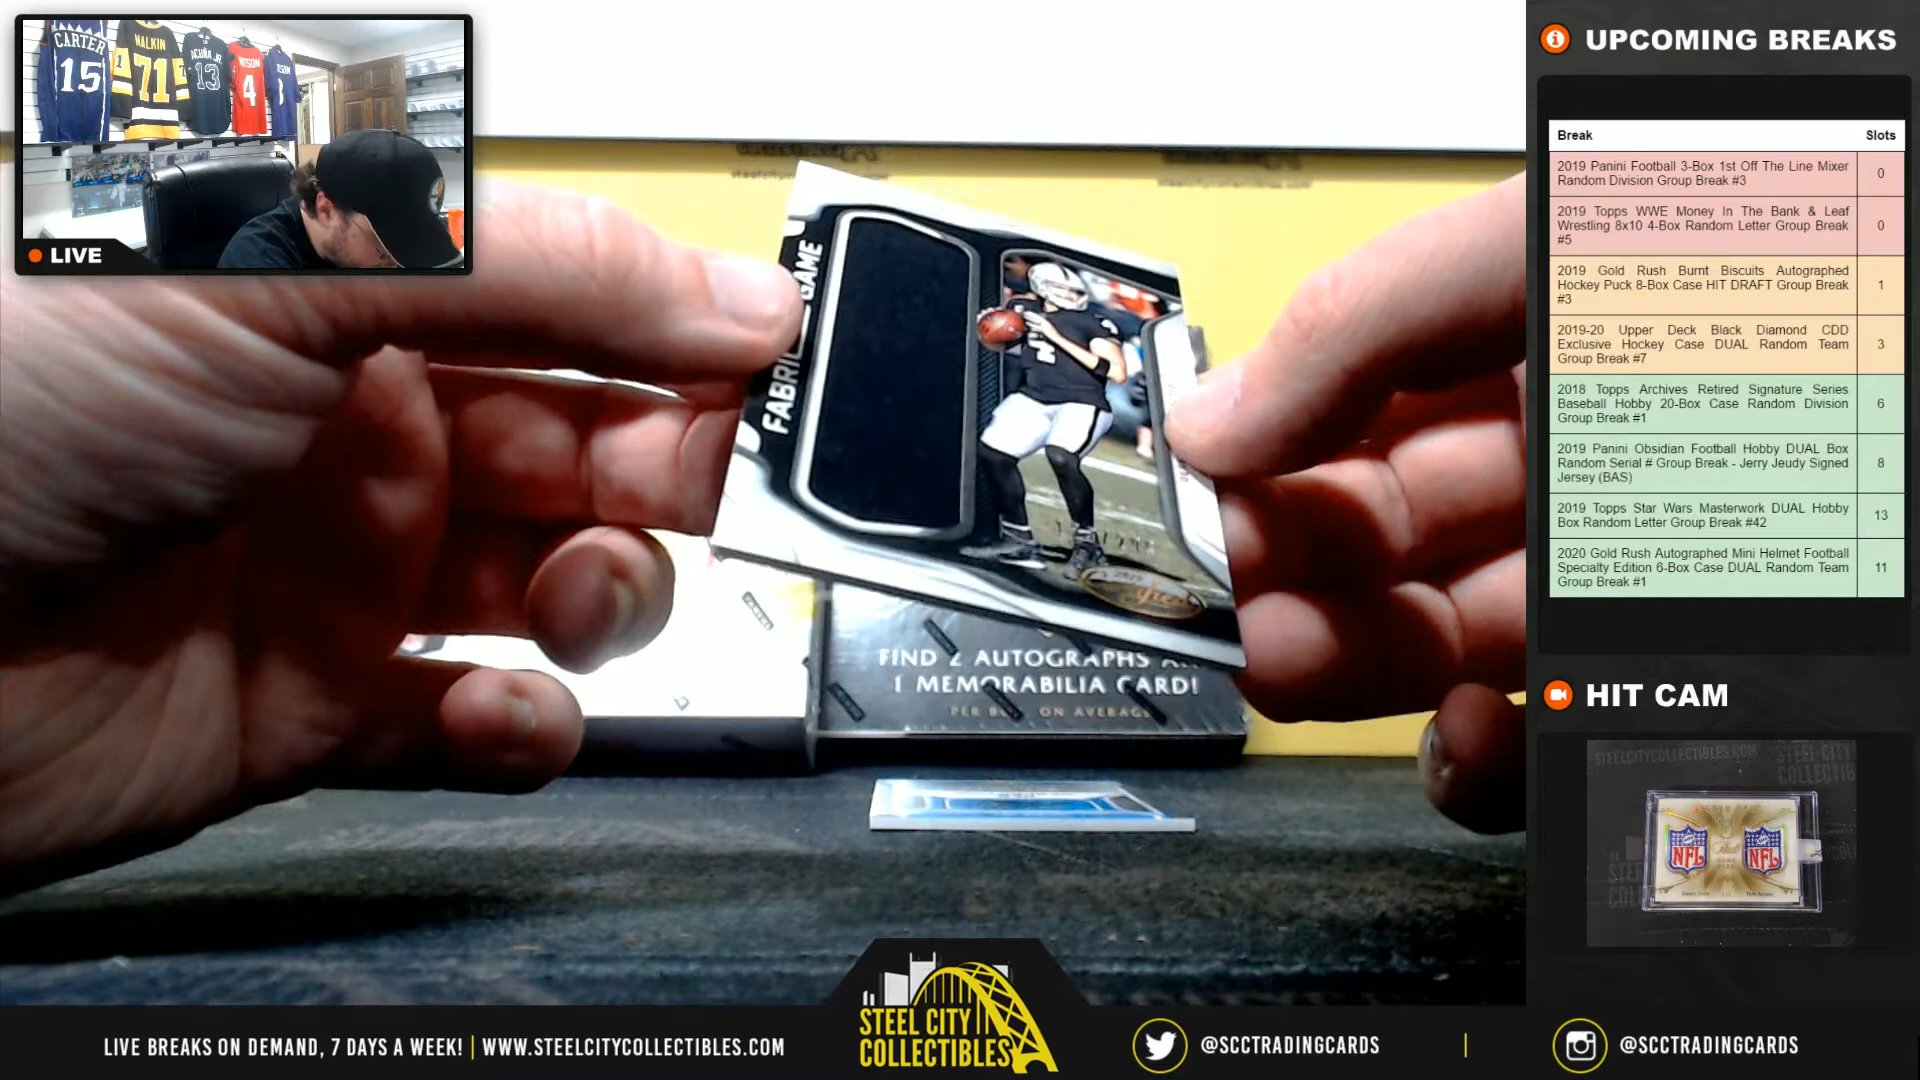 CARTER
15
MALKIN
71
ACUÑA JR
13
4
LIVE
FABRIC
GAME
FIND 2 AUTOGRAPHS
1 MEMORABILIA CARD!
PER BOX ON AVERAGE
UPCOMING BREAKS
Break Slots
2019 Panini Football 3-Box 1st Off The Line Mixer
Random Division Group Break #3
0
2019 Topps WWE Money In The Bank & Leaf
Wrestling 8x10 4-Box Random Letter Group Break
#5
0
2019 Gold Rush Burnt Biscuits Autographed
Hockey Puck 8-Box Case HIT DRAFT Group Break
#3
1
2019-20 Upper Deck Black Diamond CDD
Exclusive Hockey Case DUAL Random Team
Group Break #7
3
2018 Topps Archives Retired Signature Series
Baseball Hobby 20-Box Case Random Division
Group Break #1
6
2019 Panini Obsidian Football Hobby DUAL Box
Random Serial # Group Break - Jerry Jeudy Signed
Jersey (BAS)
8
2019 Topps Star Wars Masterwork DUAL Hobby
Box Random Letter Group Break #42
13
2020 Gold Rush Autographed Mini Helmet Football
Specialty Edition 6-Box Case DUAL Random Team
Group Break #1
11
HIT CAM
STEELCITYCOLLECTIBLES.COM
STEEL CITY
NFL
NFL
LIVE BREAKS ON DEMAND, 7 DAYS A WEEK! | WWW.STEELCITYCOLLECTIBLES.COM
STEEL CITY
COLLECTIBLES
@SCCTRADINGCARDS
@SCCTRADINGCARDS